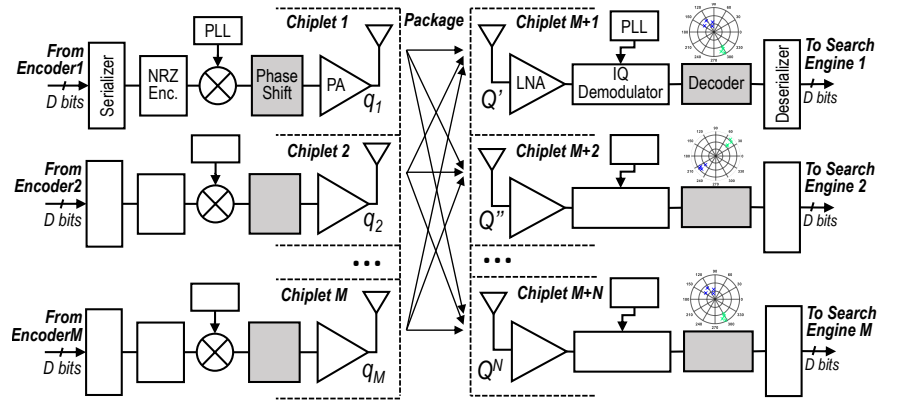 Chiplet 1
Package
Chiplet M+1
From
Encoder1
D bits
Serializer
NRZ
Enc.
PLL
Phase
Shift
PA
q1
Q'
LNA
PLL
IQ
Demodulator
Decoder
Deserializer
To Search
Engine 1
D bits
Chiplet 2
Chiplet M+2
From
Encoder2
D bits
q2
Q''
To Search
Engine 2
D bits
...
...
Chiplet M
Chiplet M+N
From
EncoderM
D bits
qM
QN
To Search
Engine M
D bits